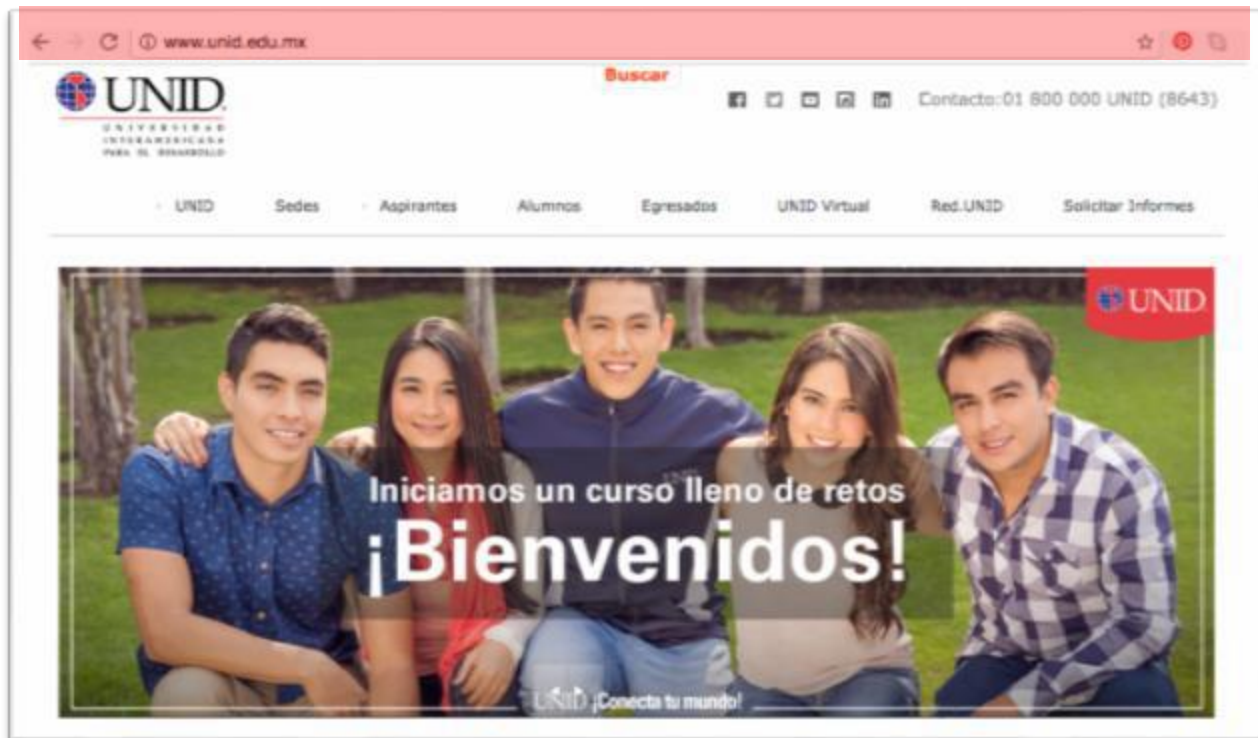 www.unid.edu.mx
Buscar
UNID
UNIVERSIDAD
INTERAMERICANA
PARA EL DESARROLLO
Contacto:01 800 000 UNID (8643)
UNID
Sedes
Aspirantes
Alumnos
Egresados
UNID Virtual
Red.UNID
Solicitar Informes
UNID
UNID
Iniciamos un curso lleno de retos
¡Bienvenidos!
UNID ¡Conecta tu mundo!